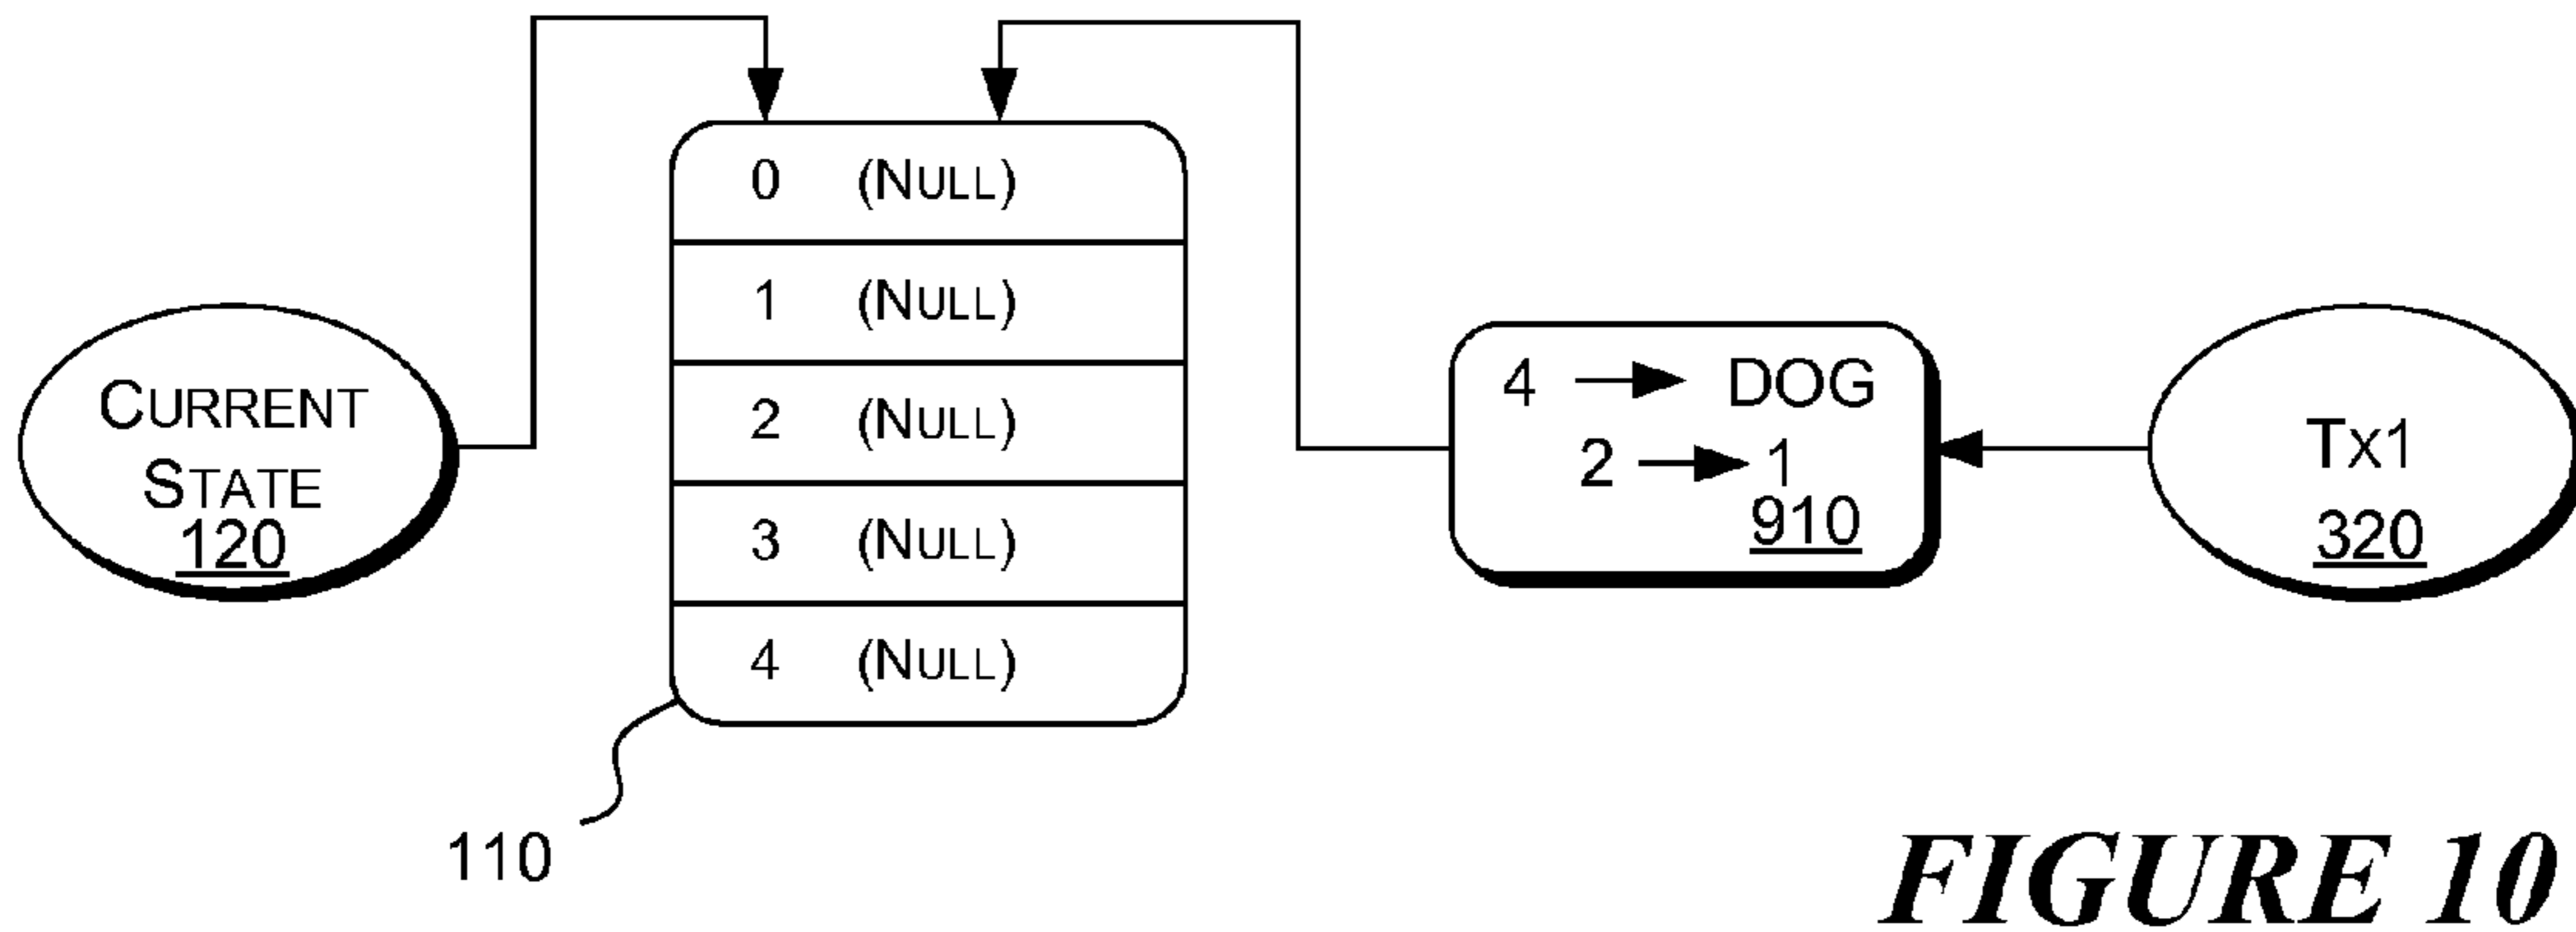 0 (NULL)
1 (NULL)
2 (NULL)
3 (NULL)
4 (NULL)
CURRENT
STATE
120
4 → DOG
2 → 1
910
TX1
320
110
FIGURE 10